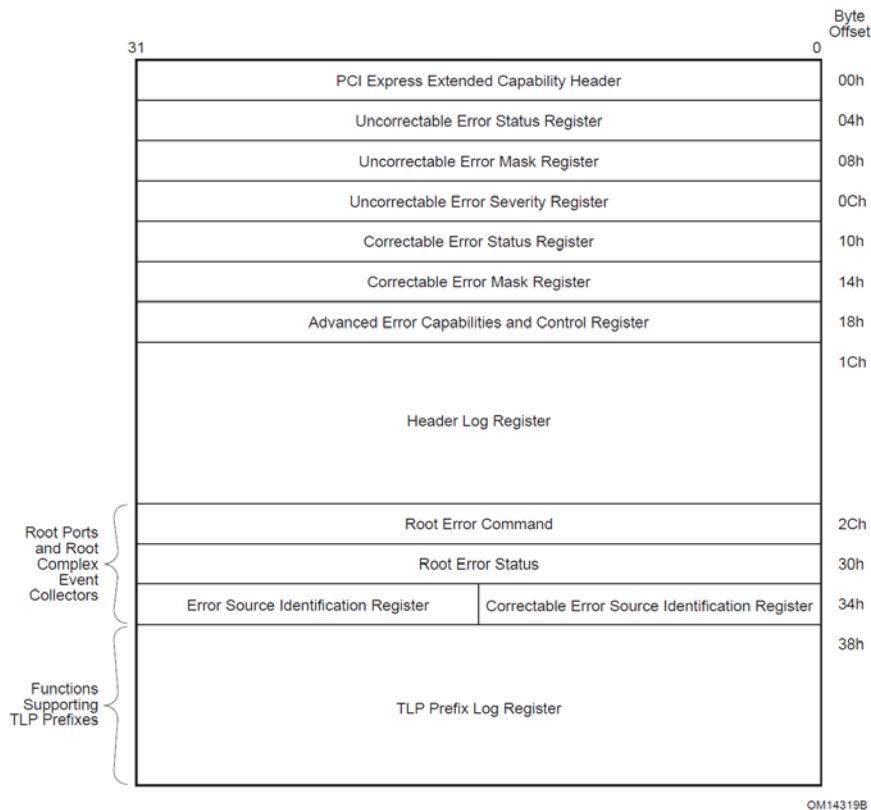 Byte
Offset
31
0
PCI Express Extended Capability Header
00h
Uncorrectable Error Status Register
04h
Uncorrectable Error Mask Register
08h
Uncorrectable Error Severity Register
0Ch
Correctable Error Status Register
10h
Correctable Error Mask Register
14h
Advanced Error Capabilities and Control Register
18h
1Ch
Header Log Register
Root Ports
and Root
Complex
Event
Collectors
Root Error Command
2Ch
Root Error Status
30h
Error Source Identification Register
Correctable Error Source Identification Register
34h
38h
Functions
Supporting
TLP Prefixes
TLP Prefix Log Register
OM14319B